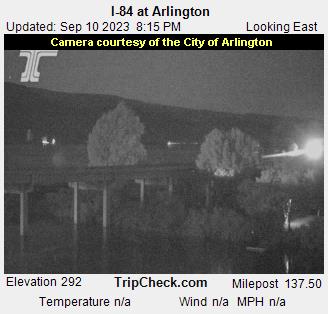 I-84 at Arlington
Updated: Sep 10 2023 8:15 PM Looking East
Camera courtesy of the City of Arlington
Elevation 292 TripCheck.com Milepost 137.50
Temperature n/a Wind n/a MPH n/a